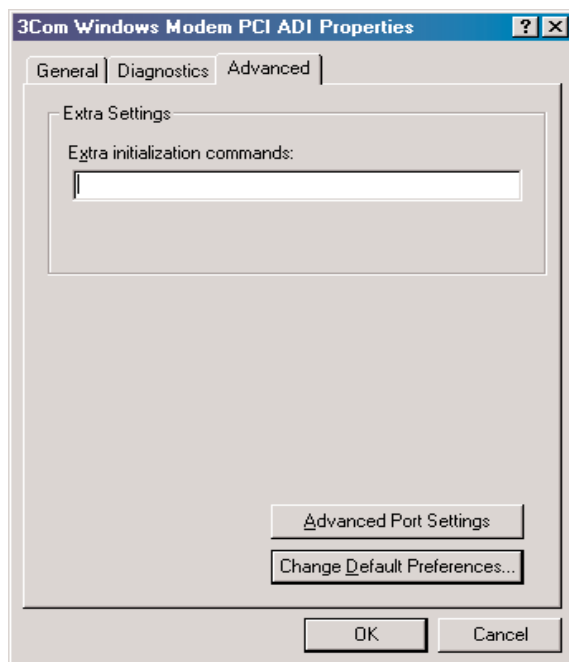 3Com Windows Modem PCI ADI Properties ? ×
General Diagnostics Advanced
Extra Settings
Extra initialization commands:
Advanced Port Settings
Change Default Preferences...
OK Cancel